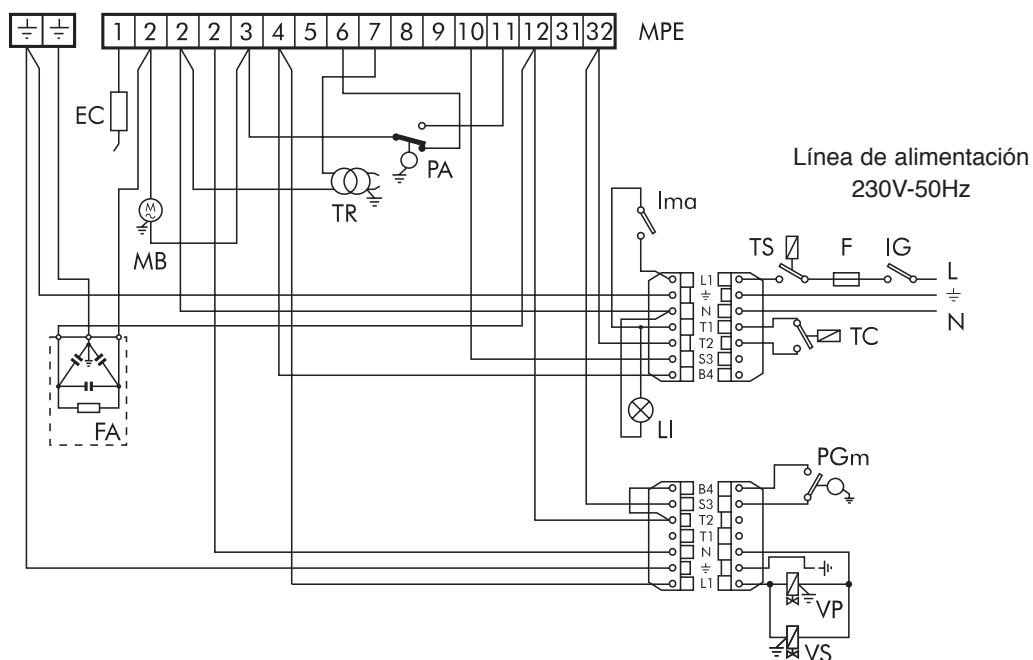 1 2 2 2 3 4 5 6 7 8 9 10 11 12 31 32 MPE
EC
PA
TR
MB
FA
Línea de alimentación
230V-50Hz
Ima
TS F IG L
L1
N
N
T1
TC
T2
S3
B4
LI
PGm
B4
S3
T2
T1
N
L1
VP
VS
M